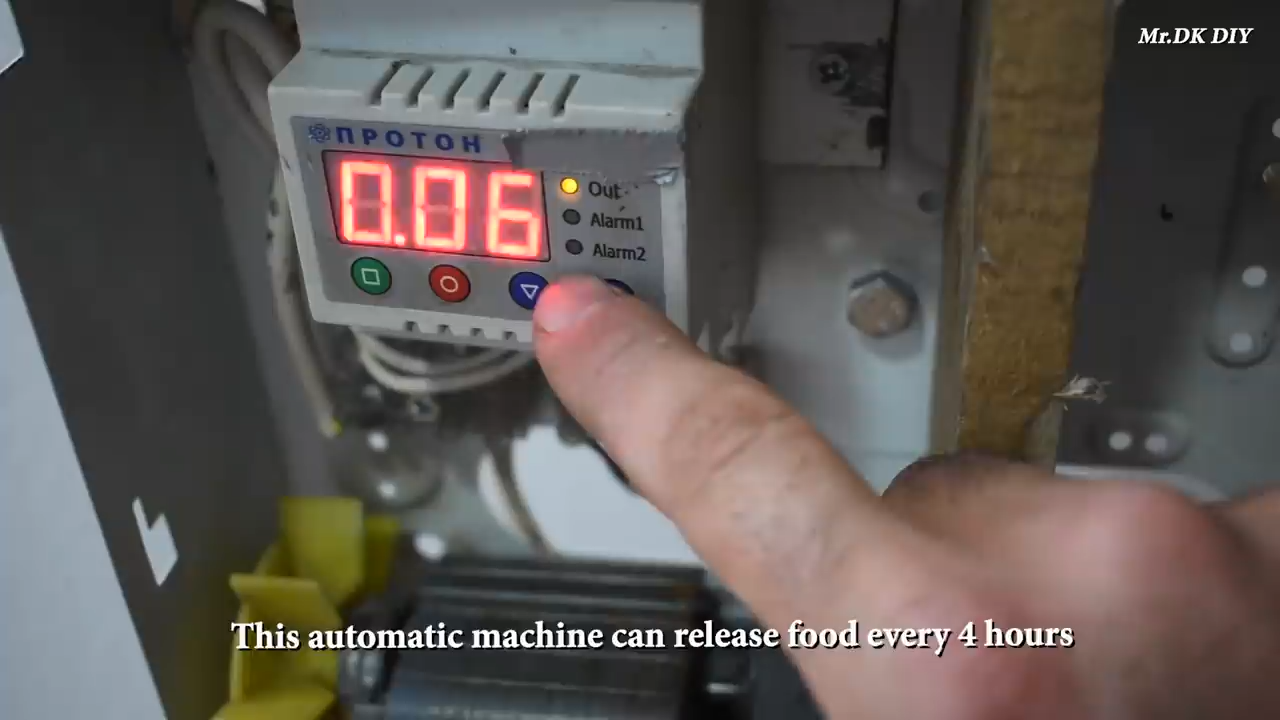 Mr.DK DIY
ПРОТОН
0.06
Out
Alarm1
Alarm2
This automatic machine can release food every 4 hours